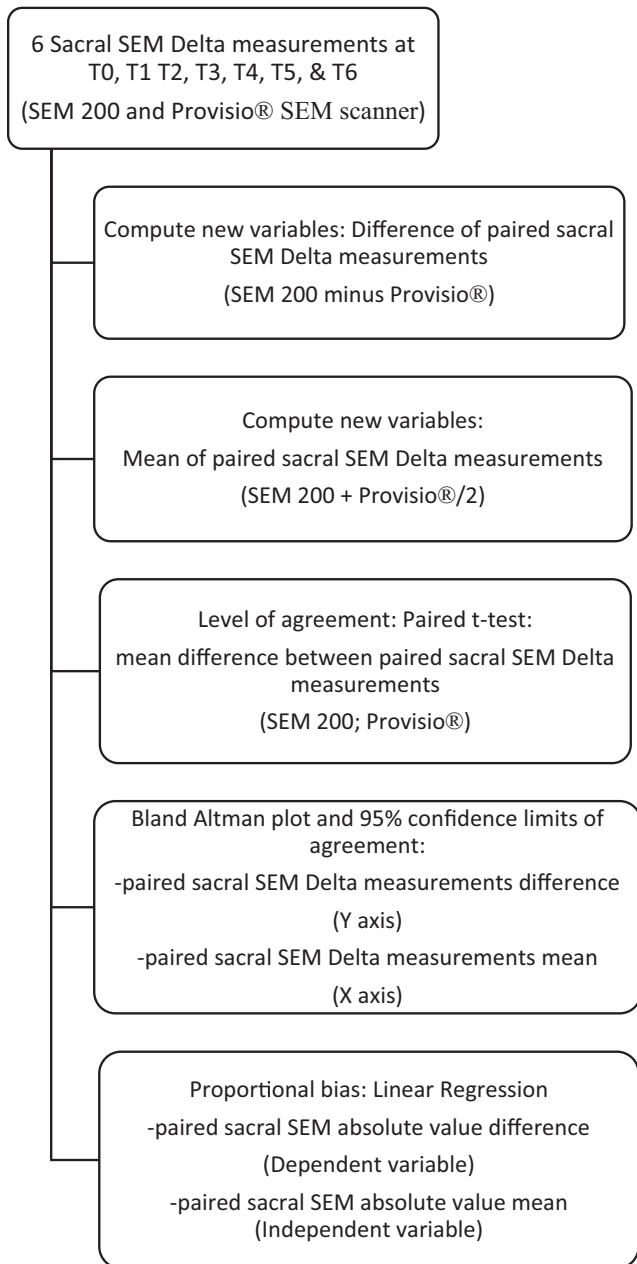 6 Sacral SEM Delta measurements at
T0, T1 T2, T3, T4, T5, & T6
(SEM 200 and Provisio® SEM scanner)
Compute new variables: Difference of paired sacral
SEM Delta measurements
(SEM 200 minus Provisio®)
Compute new variables:
Mean of paired sacral SEM Delta measurements
(SEM 200 + Provisio®/2)
Level of agreement: Paired t-test:
mean difference between paired sacral SEM Delta
measurements
(SEM 200; Provisio®)
Bland Altman plot and 95% confidence limits of
agreement:
-paired sacral SEM Delta measurements difference
(Y axis)
-paired sacral SEM Delta measurements mean
(X axis)
Proportional bias: Linear Regression
-paired sacral SEM absolute value difference
(Dependent variable)
-paired sacral SEM absolute value mean
(Independent variable)